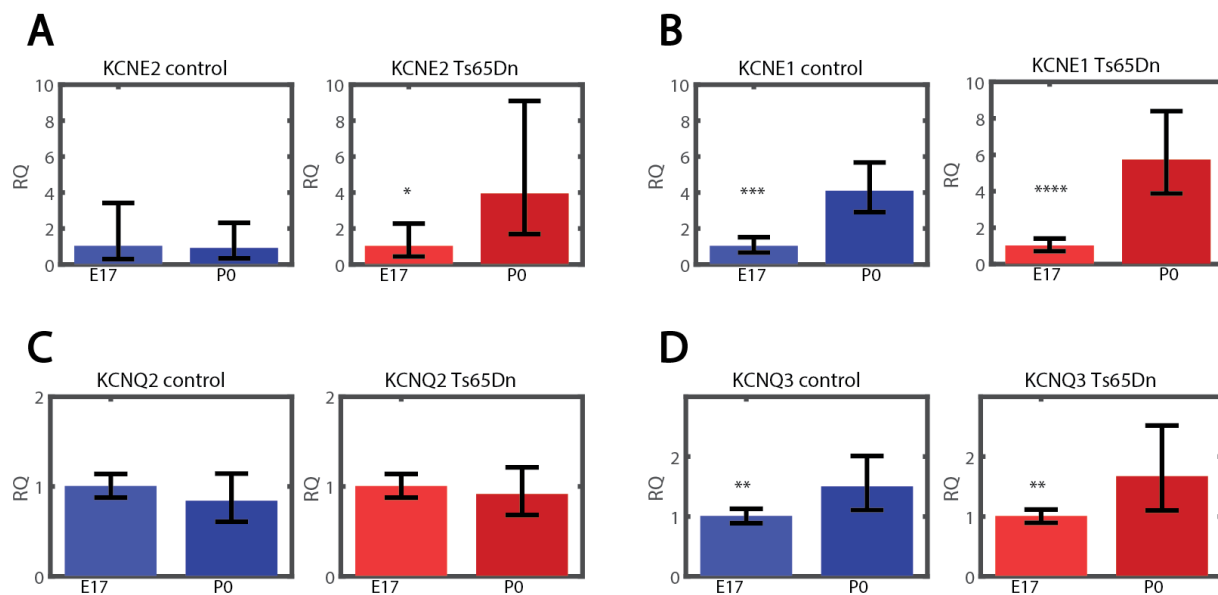 A
KCNE2 control
RQ
10
8
6
4
2
0
E17
P0
KCNE2 Ts65Dn
RQ
10
8
6
4
2
0
*
E17
P0
B
KCNE1 control
RQ
10
8
6
4
2
0
***
E17
P0
KCNE1 Ts65Dn
RQ
10
8
6
4
2
0
****
E17
P0
C
KCNQ2 control
RQ
2
1
0
E17
P0
KCNQ2 Ts65Dn
RQ
2
1
0
E17
P0
D
KCNQ3 control
RQ
2
1
0
**
E17
P0
KCNQ3 Ts65Dn
RQ
2
1
0
**
E17
P0